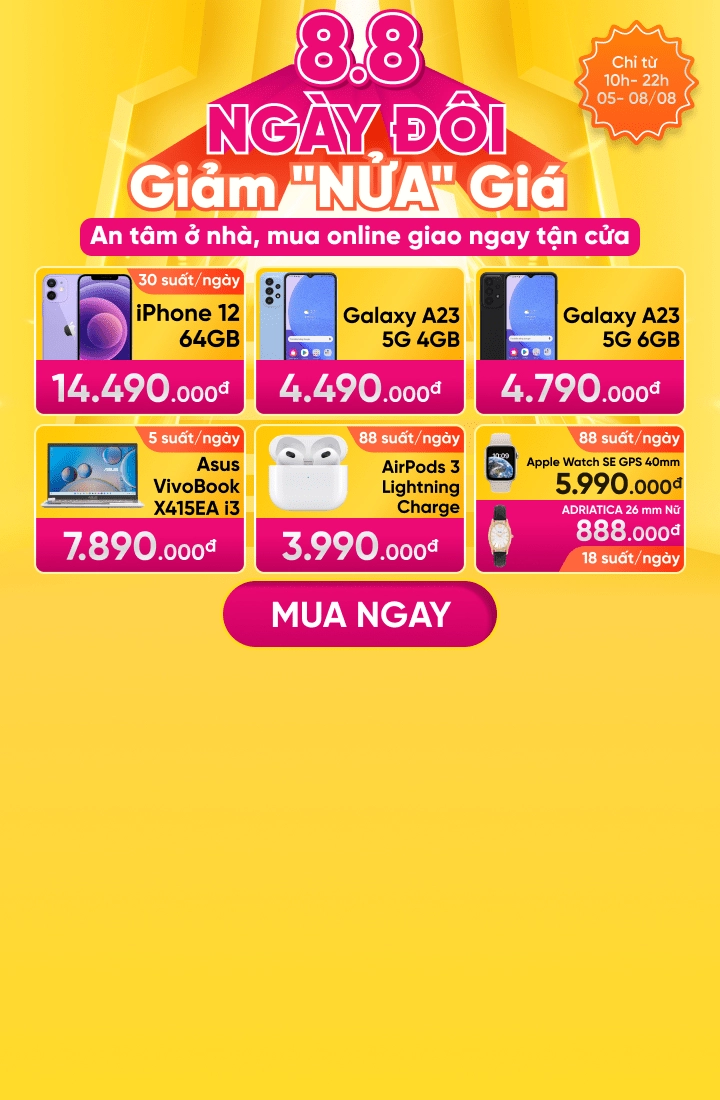 8.8
NGÀY ĐÔI
Giảm "NỬA" Giá
An tâm ở nhà, mua online giao ngay tận cửa
Chỉ từ
10h- 22h
05- 08/08
30 suất/ngày
iPhone 12
64GB
14.490.000đ
Galaxy A23
5G 4GB
4.490.000đ
Galaxy A23
5G 6GB
4.790.000đ
5 suất/ngày
Asus
VivoBook
X415EA i3
7.890.000đ
88 suất/ngày
AirPods 3
Lightning
Charge
3.990.000đ
88 suất/ngày
10:09
Apple Watch SE GPS 40mm
5.990.000đ
ADRIATICA 26 mm Nữ
888.000đ
18 suất/ngày
MUA NGAY